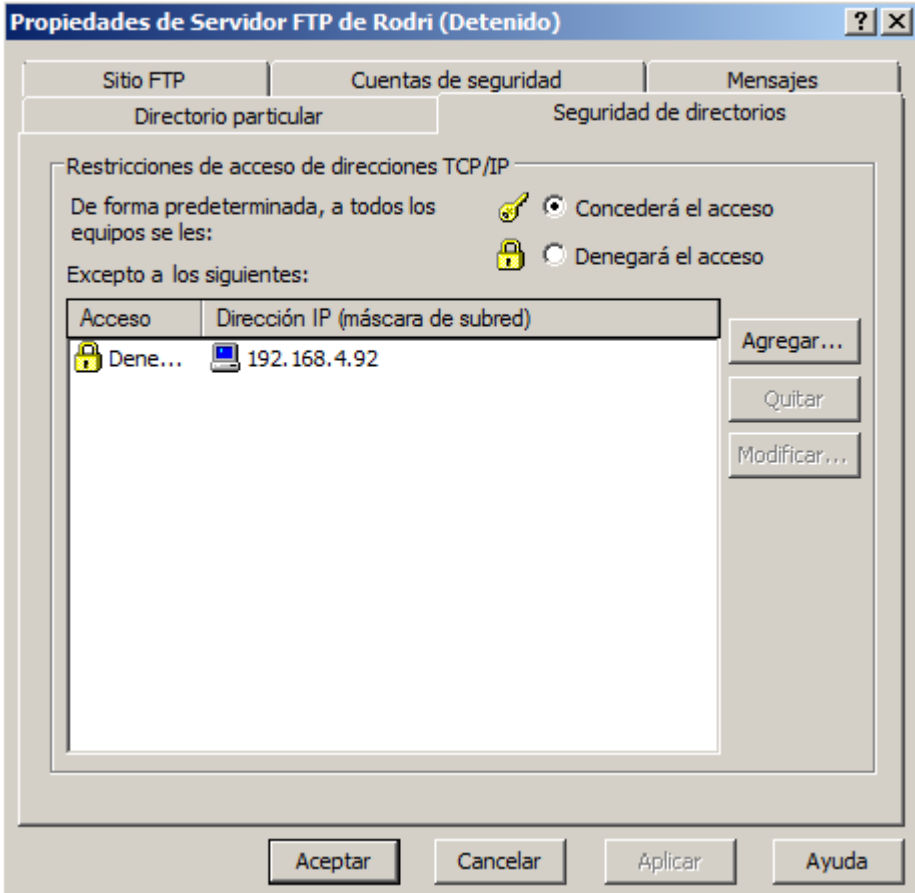 Propiedades de Servidor FTP de Rodri (Detenido)
Sitio FTP
Cuentas de seguridad
Mensajes
Directorio particular
Seguridad de directorios
Restricciones de acceso de direcciones TCP/IP
De forma predeterminada, a todos los
equipos se les:
Concederá el acceso
Denegará el acceso
Excepto a los siguientes:
Acceso
Dirección IP (máscara de subred)
Dene...
192.168.4.92
Agregar...
Quitar
Modificar...
Aceptar
Cancelar
Aplicar
Ayuda